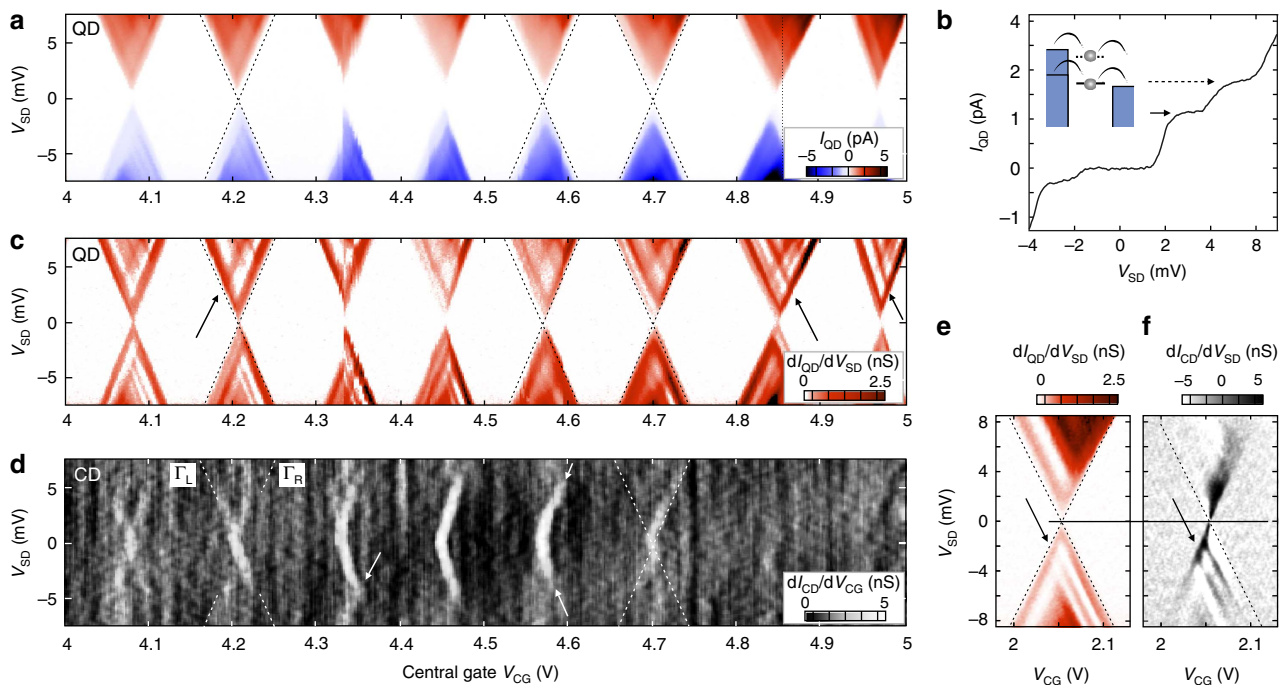 a
QD
V_SD (mV)
5
0
−5
I_QD (pA)
−5 0 5
4 4.1 4.2 4.3 4.4 4.5 4.6 4.7 4.8 4.9 5
b
I_QD (pA)
4
2
1
0
−1
−4 −2 0 2 4 8
V_SD (mV)
c
QD
V_SD (mV)
5
0
−5
dI_QD/dV_SD (nS)
0 2.5
4 4.1 4.2 4.3 4.4 4.5 4.6 4.7 4.8 4.9 5
d
CD
Γ_L
Γ_R
V_SD (mV)
5
0
−5
dI_CD/dV_CG (nS)
0 5
4 4.1 4.2 4.3 4.4 4.5 4.6 4.7 4.8 4.9 5
Central gate V_CG (V)
e
dI_QD/dV_SD (nS)
0 2.5
V_SD (mV)
8
4
0
−4
−8
2 2.1
V_CG (V)
f
dI_CD/dV_SD (nS)
−5 0 5
2 2.1
V_CG (V)